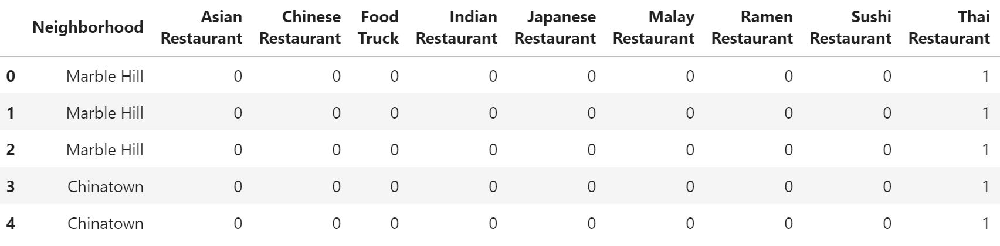 Neighborhood Asian Restaurant Chinese Restaurant Food Truck Indian Restaurant Japanese Restaurant Malay Restaurant Ramen Restaurant Sushi Restaurant Thai Restaurant
0 Marble Hill 0 0 0 0 0 0 0 0 1
1 Marble Hill 0 0 0 0 0 0 0 0 1
2 Marble Hill 0 0 0 0 0 0 0 0 1
3 Chinatown 0 0 0 0 0 0 0 0 1
4 Chinatown 0 0 0 0 0 0 0 0 1